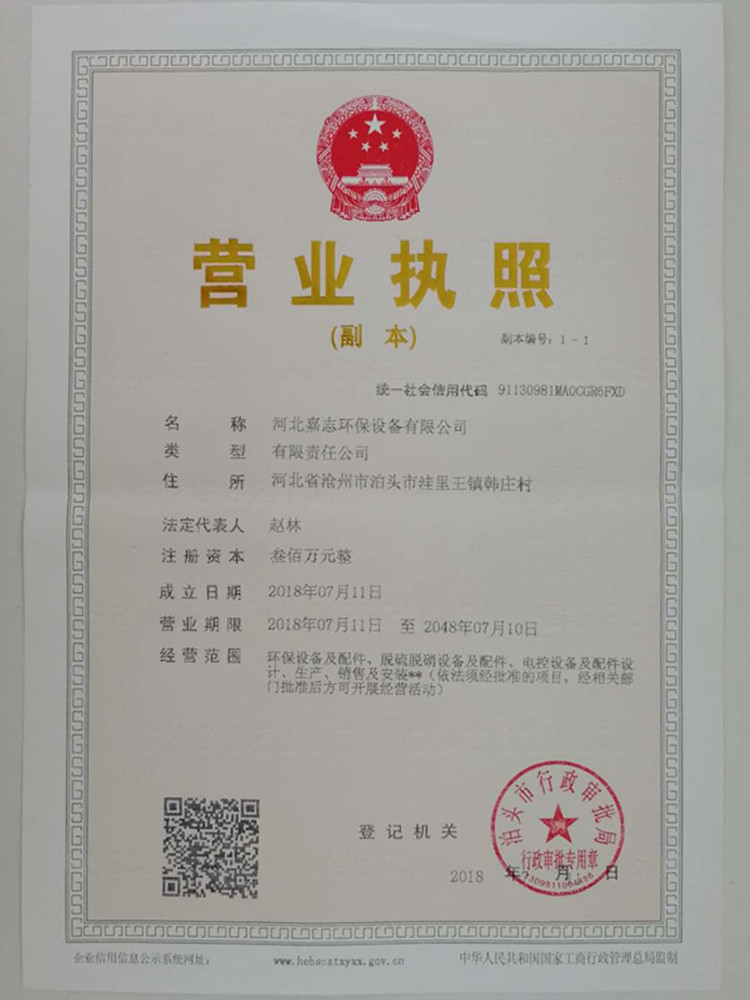 营业执照
(副 本)
副本编号: 1 - 1
统一社会信用代码 91130981MA0CGR6FXD
名 称 河北嘉志环保设备有限公司
类 型 有限责任公司
住 所 河北省沧州市泊头市洼里王镇韩庄村
法定代表人 赵林
注册资本 叁佰万元整
成立日期 2018年07月11日
营业期限 2018年07月11日 至 2048年07月10日
经营范围 环保设备及配件、脱硫脱硝设备及配件、电控设备及配件设
计、生产、销售及安装**(依法须经批准的项目,经相关部
门批准后方可开展经营活动)
登记机关
泊头市行政审批局
行政审批专用章
2018 年 月 日
企业信用信息公示系统网址: www.hebscztxyxx.gov.cn 中华人民共和国国家工商行政管理总局监制